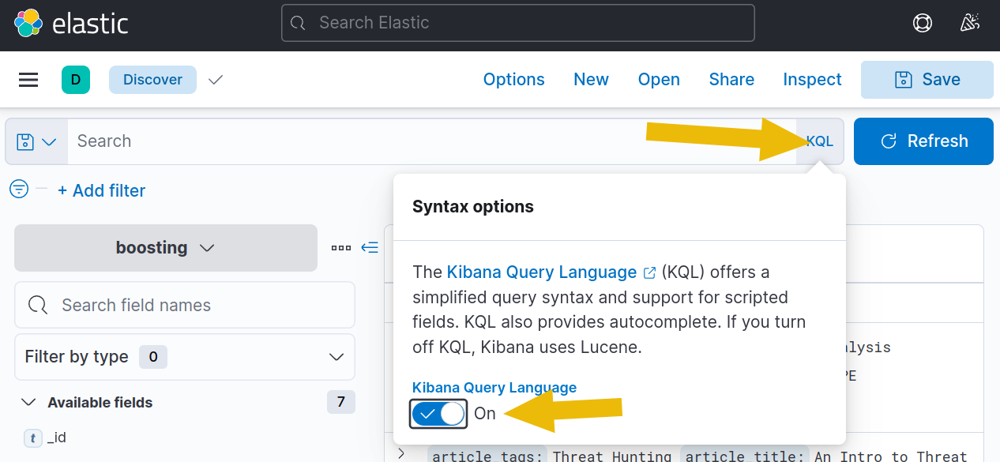 elastic
Search Elastic
D
Discover
Options
New
Open
Share
Inspect
Save
Search
KQL
Refresh
+ Add filter
Syntax options
boosting
The Kibana Query Language (KQL) offers a
simplified query syntax and support for scripted
fields. KQL also provides autocomplete. If you turn
off KQL, Kibana uses Lucene.
Kibana Query Language
On
Search field names
Filter by type 0
Available fields 7
t _id
article_tags: Threat Hunting article_title: An Intro to Threat